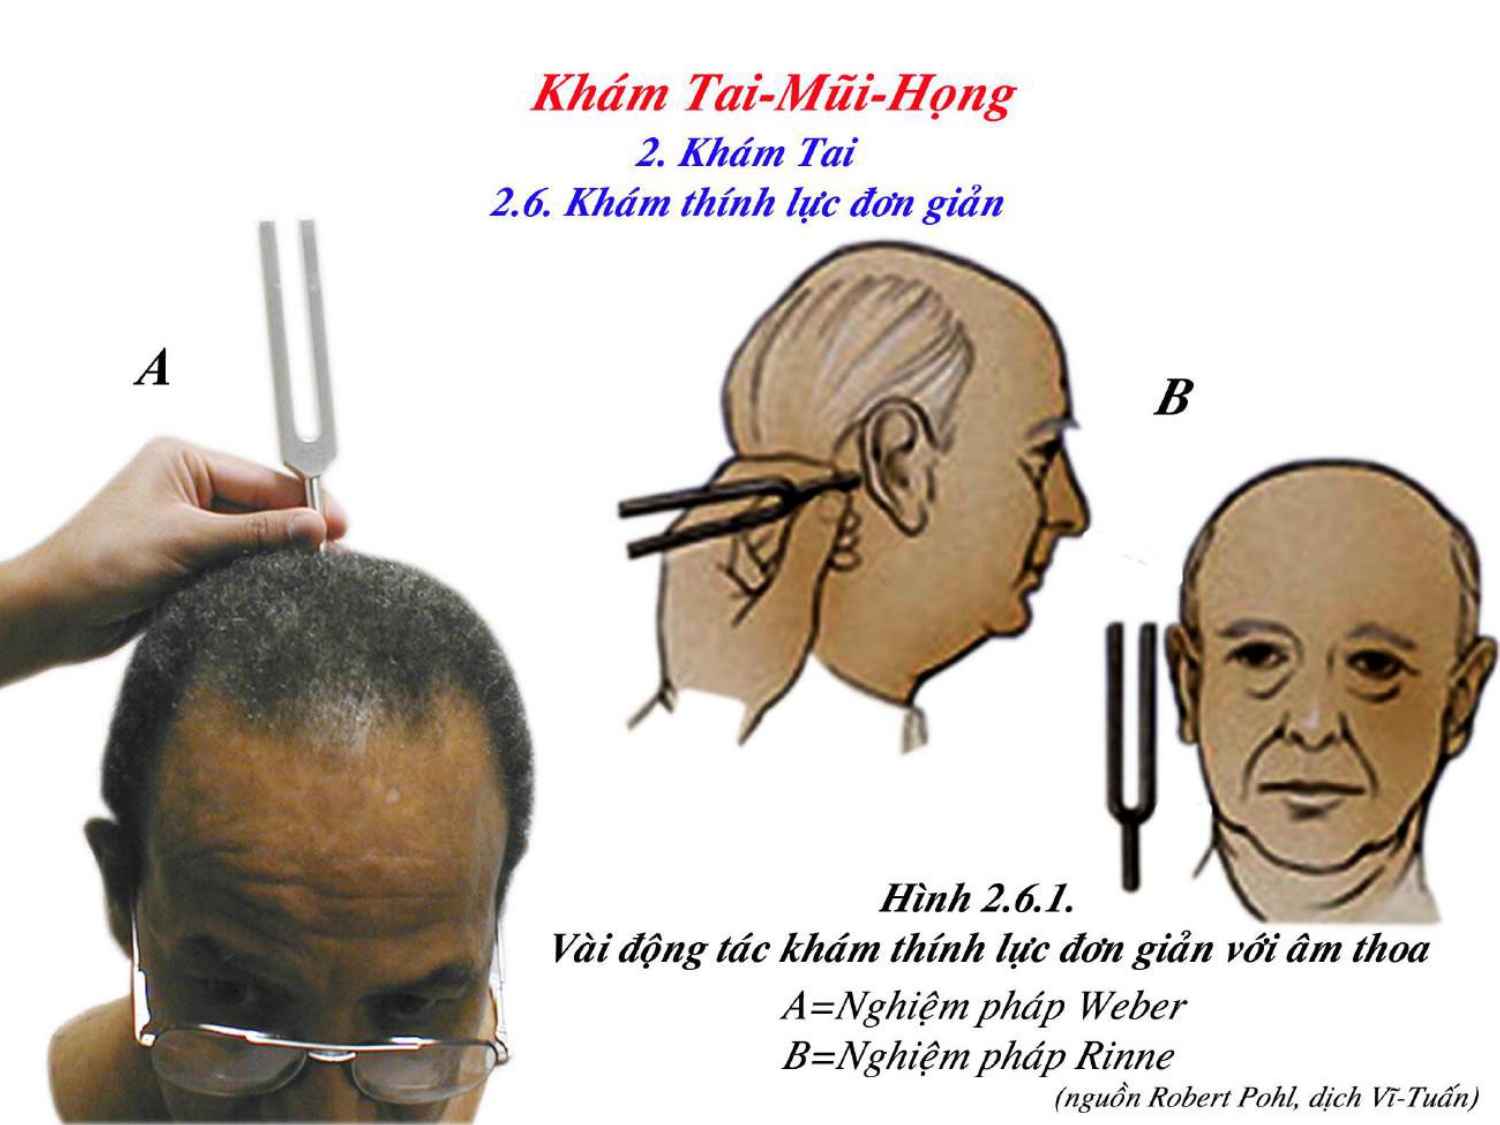 Khám Tai-Mũi-Họng
2. Khám Tai
2.6. Khám thính lực đơn giản
A
B
Hình 2.6.1.
Vài động tác khám thính lực đơn giản với âm thoa
A=Nghiệm pháp Weber
B=Nghiệm pháp Rinne
(nguồn Robert Pohl, dịch Vĩ-Tuấn)